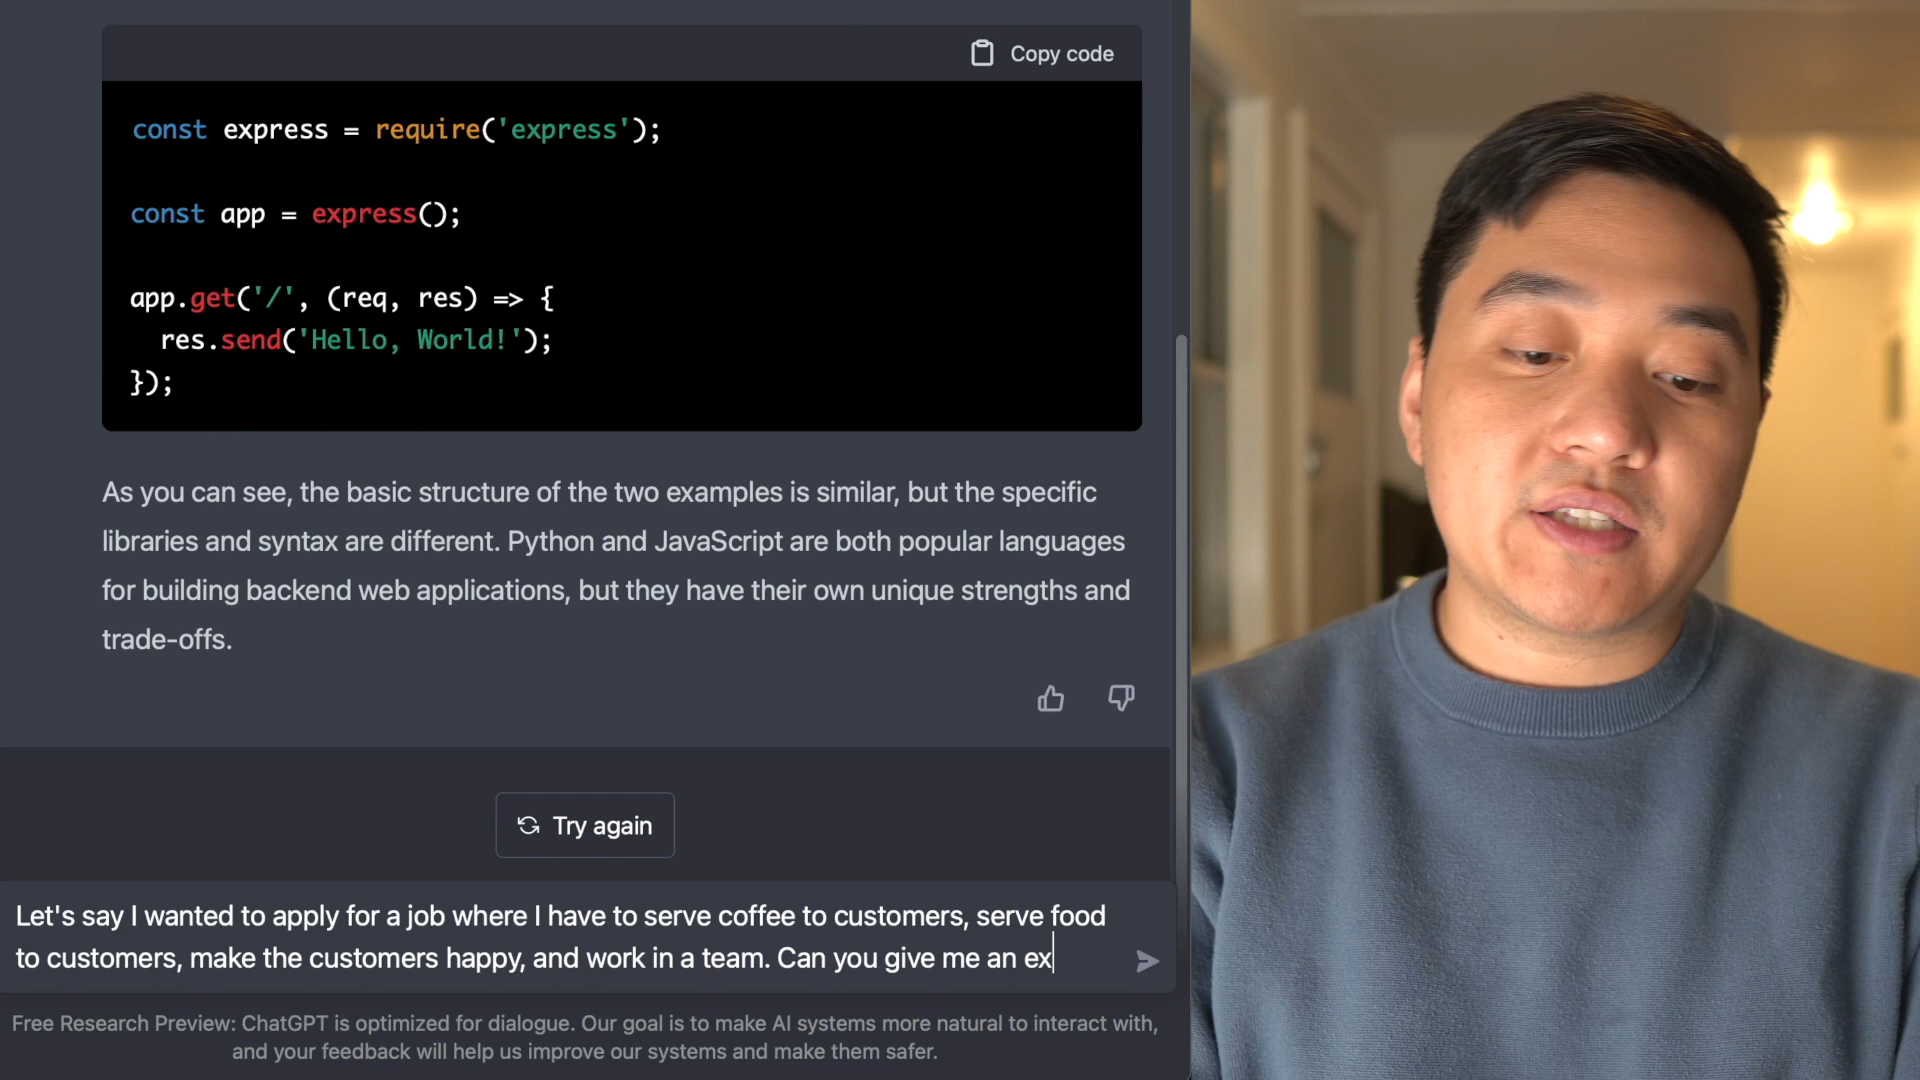 Copy code
const express = require('express');
const app = express();
app.get('/', (req, res) => {
res.send('Hello, World!');
});
As you can see, the basic structure of the two examples is similar, but the specific
libraries and syntax are different. Python and JavaScript are both popular languages
for building backend web applications, but they have their own unique strengths and
trade-offs.
Try again
Let's say I wanted to apply for a job where I have to serve coffee to customers, serve food
to customers, make the customers happy, and work in a team. Can you give me an ex
Free Research Preview: ChatGPT is optimized for dialogue. Our goal is to make AI systems more natural to interact with,
and your feedback will help us improve our systems and make them safer.